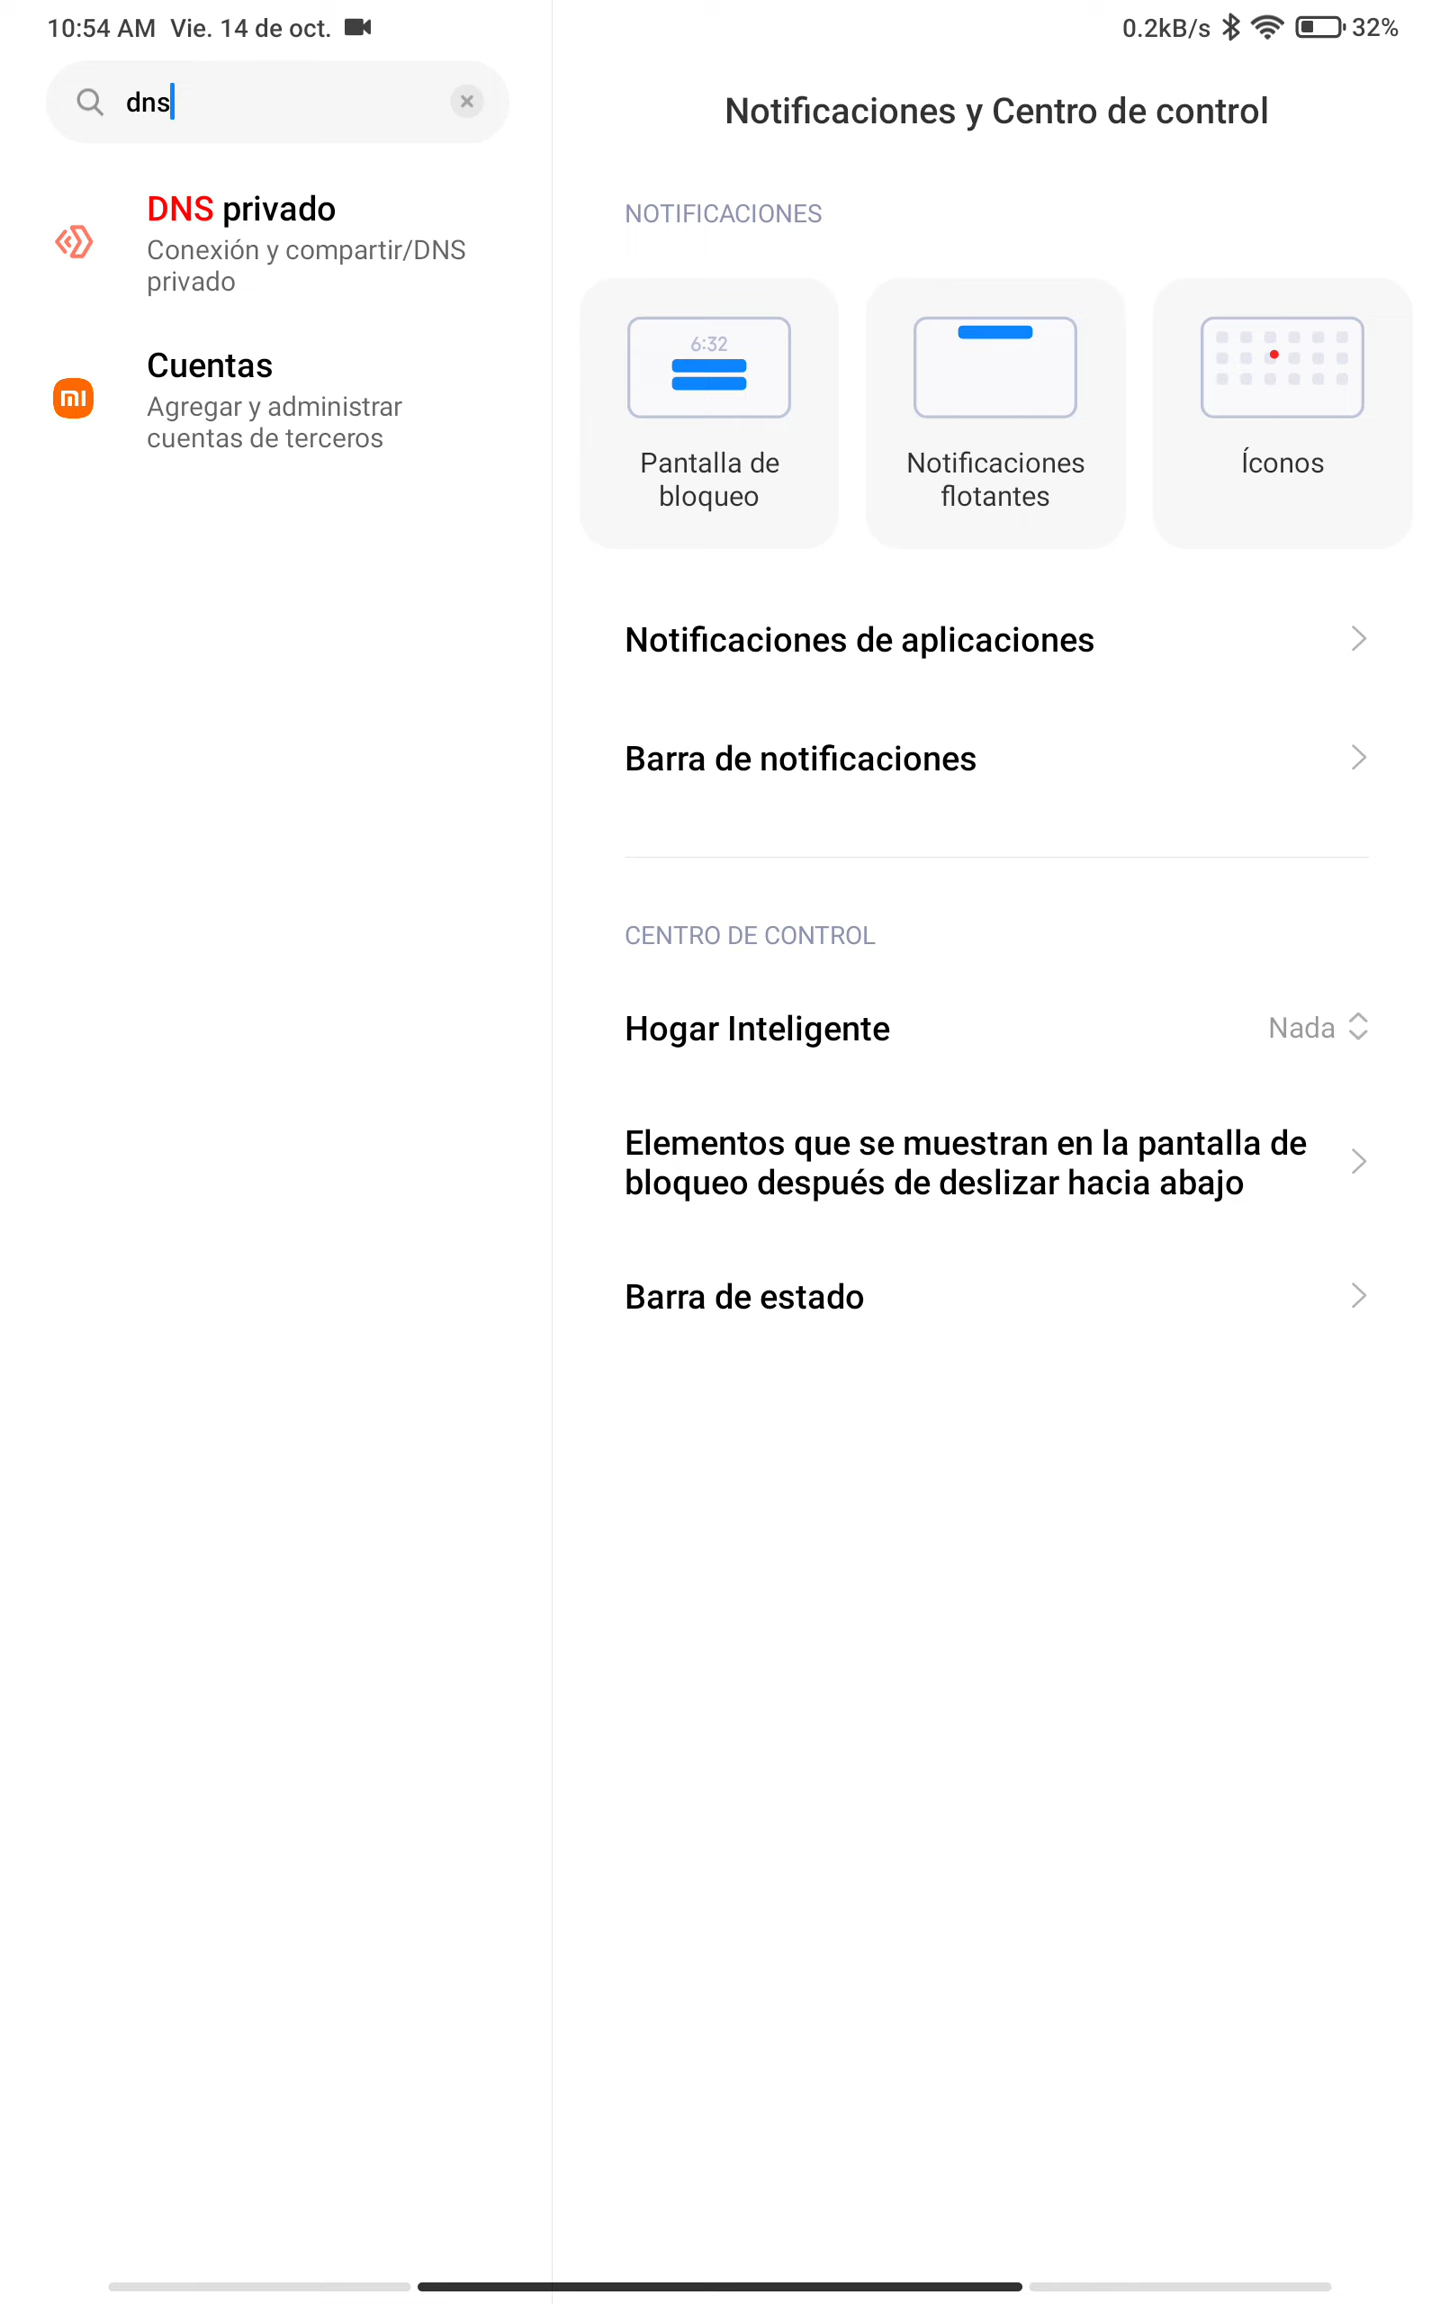 10:54 AM Vie. 14 de oct.
0.2kB/s 32%
dns
DNS privado
Conexión y compartir/DNS
privado
mi
Cuentas
Agregar y administrar
cuentas de terceros
Notificaciones y Centro de control
NOTIFICACIONES
6:32
Pantalla de
bloqueo
Notificaciones
flotantes
Íconos
Notificaciones de aplicaciones
Barra de notificaciones
CENTRO DE CONTROL
Hogar Inteligente
Nada
Elementos que se muestran en la pantalla de
bloqueo después de deslizar hacia abajo
Barra de estado